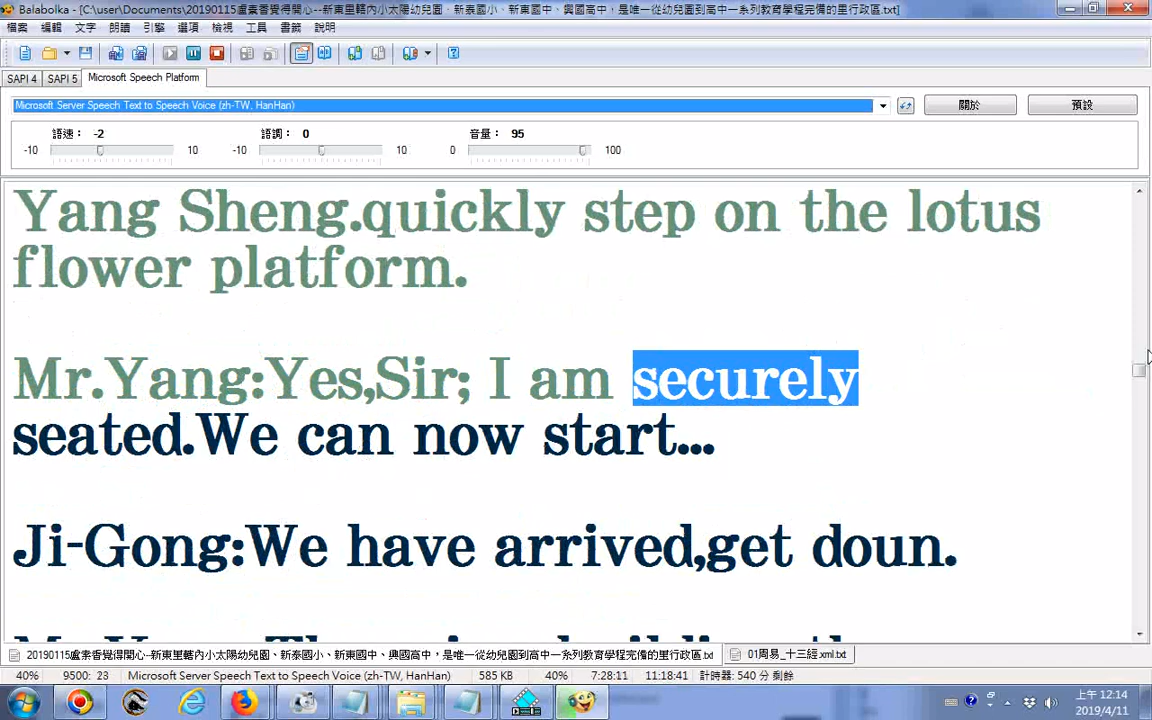 Balabolka - [C:\user\Documents\20190115盧素香覺得開心--新東里轄內小太陽幼兒園、新泰國小、新東國中、興國高中，是唯一從幼兒園到高中一系列教育學程完備的里行政區.txt]
檔案 編輯 文字 朗讀 引擎 選項 檢視 工具 書籤 說明
SAPI 4 SAPI 5 Microsoft Speech Platform
Microsoft Server Speech Text to Speech Voice (zh-TW, HanHan) 關於 預設
語速： -2 語調： 0 音量： 95
-10 10 -10 10 0 100
Yang Sheng.quickly step on the lotus
flower platform.
Mr.Yang:Yes,Sir; I am securely
seated.We can now start...
Ji-Gong:We have arrived,get doun.
20190115盧素香覺得開心--新東里轄內小太陽幼兒園、新泰國小、新東國中、興國高中，是唯一從幼兒園到高中一系列教育學程完備的里行政區.txt 01周易_十三經.xml.txt
40% 9500: 23 Microsoft Server Speech Text to Speech Voice (zh-TW, HanHan) 585 KB 40% 7:28:11 11:18:41 計時器: 540 分 剩餘
上午 12:14
2019/4/11